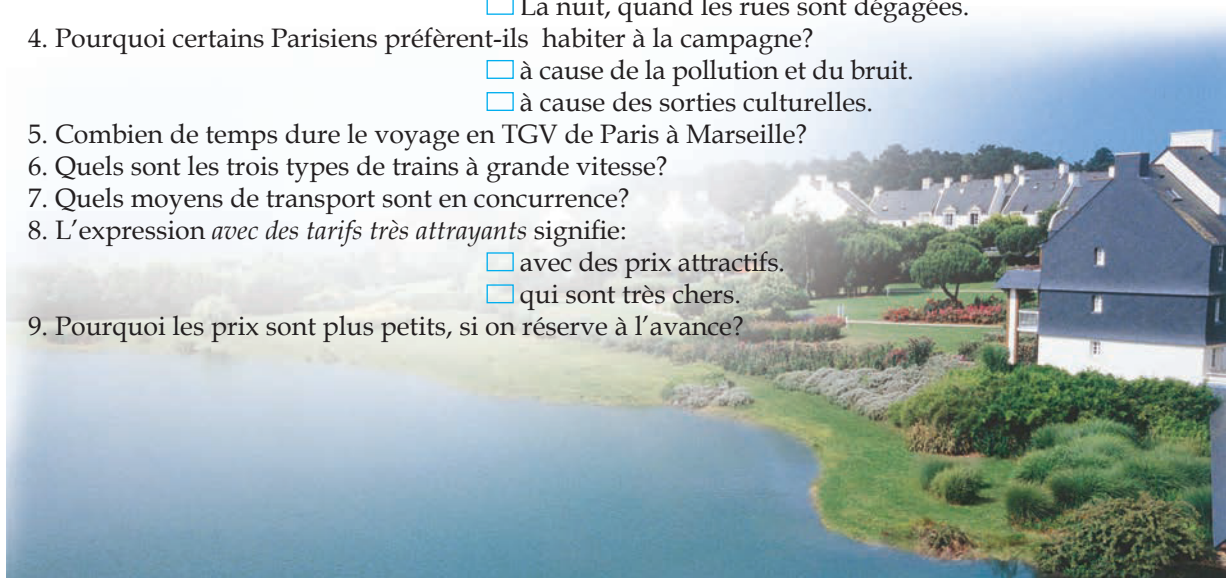 La nuit, quand les rues sont dégagées.
4. Pourquoi certains Parisiens préfèrent-ils habiter à la campagne?
à cause de la pollution et du bruit.
à cause des sorties culturelles.
5. Combien de temps dure le voyage en TGV de Paris à Marseille?
6. Quels sont les trois types de trains à grande vitesse?
7. Quels moyens de transport sont en concurrence?
8. L'expression avec des tarifs très attrayants signifie:
avec des prix attractifs.
qui sont très chers.
9. Pourquoi les prix sont plus petits, si on réserve à l'avance?